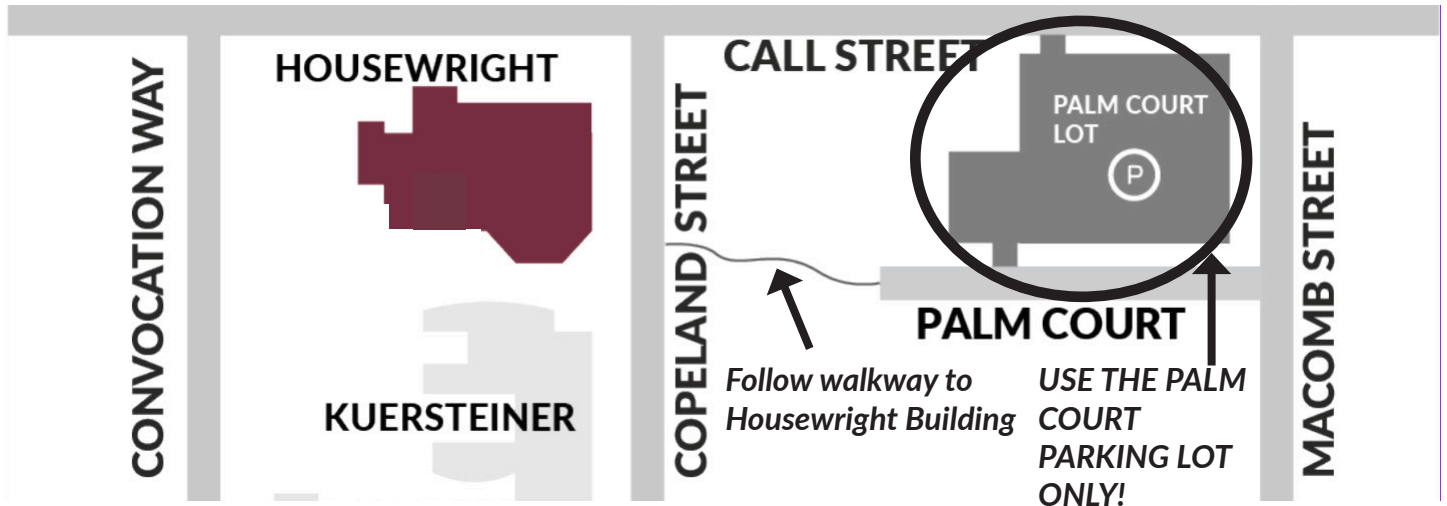 CONVOCATION WAY
HOUSEWRIGHT
KUERSTEINER
COPELAND STREET
CALL STREET
PALM COURT
LOT
P
PALM COURT
Follow walkway to
Housewright Building
USE THE PALM
COURT
PARKING LOT
ONLY!
MACOMB STREET